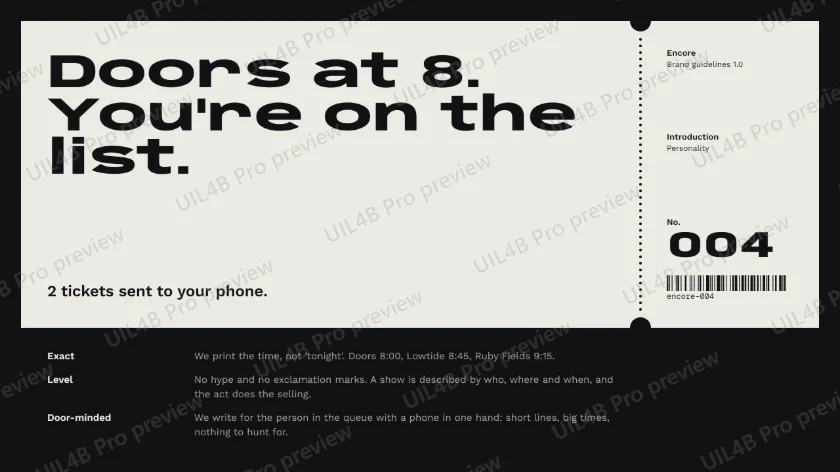 Doors at 8.
You're on the
list.
2 tickets sent to your phone.
Encore
Brand guidelines 1.0
Introduction
Personality
No.
004
encore-004
Exact
We print the time, not 'tonight'. Doors 8:00, Lowtide 8:45, Ruby Fields 9:15.
Level
No hype and no exclamation marks. A show is described by who, where and when, and
the act does the selling.
Door-minded
We write for the person in the queue with a phone in one hand: short lines, big times,
nothing to hunt for.
UIL4B Pro preview